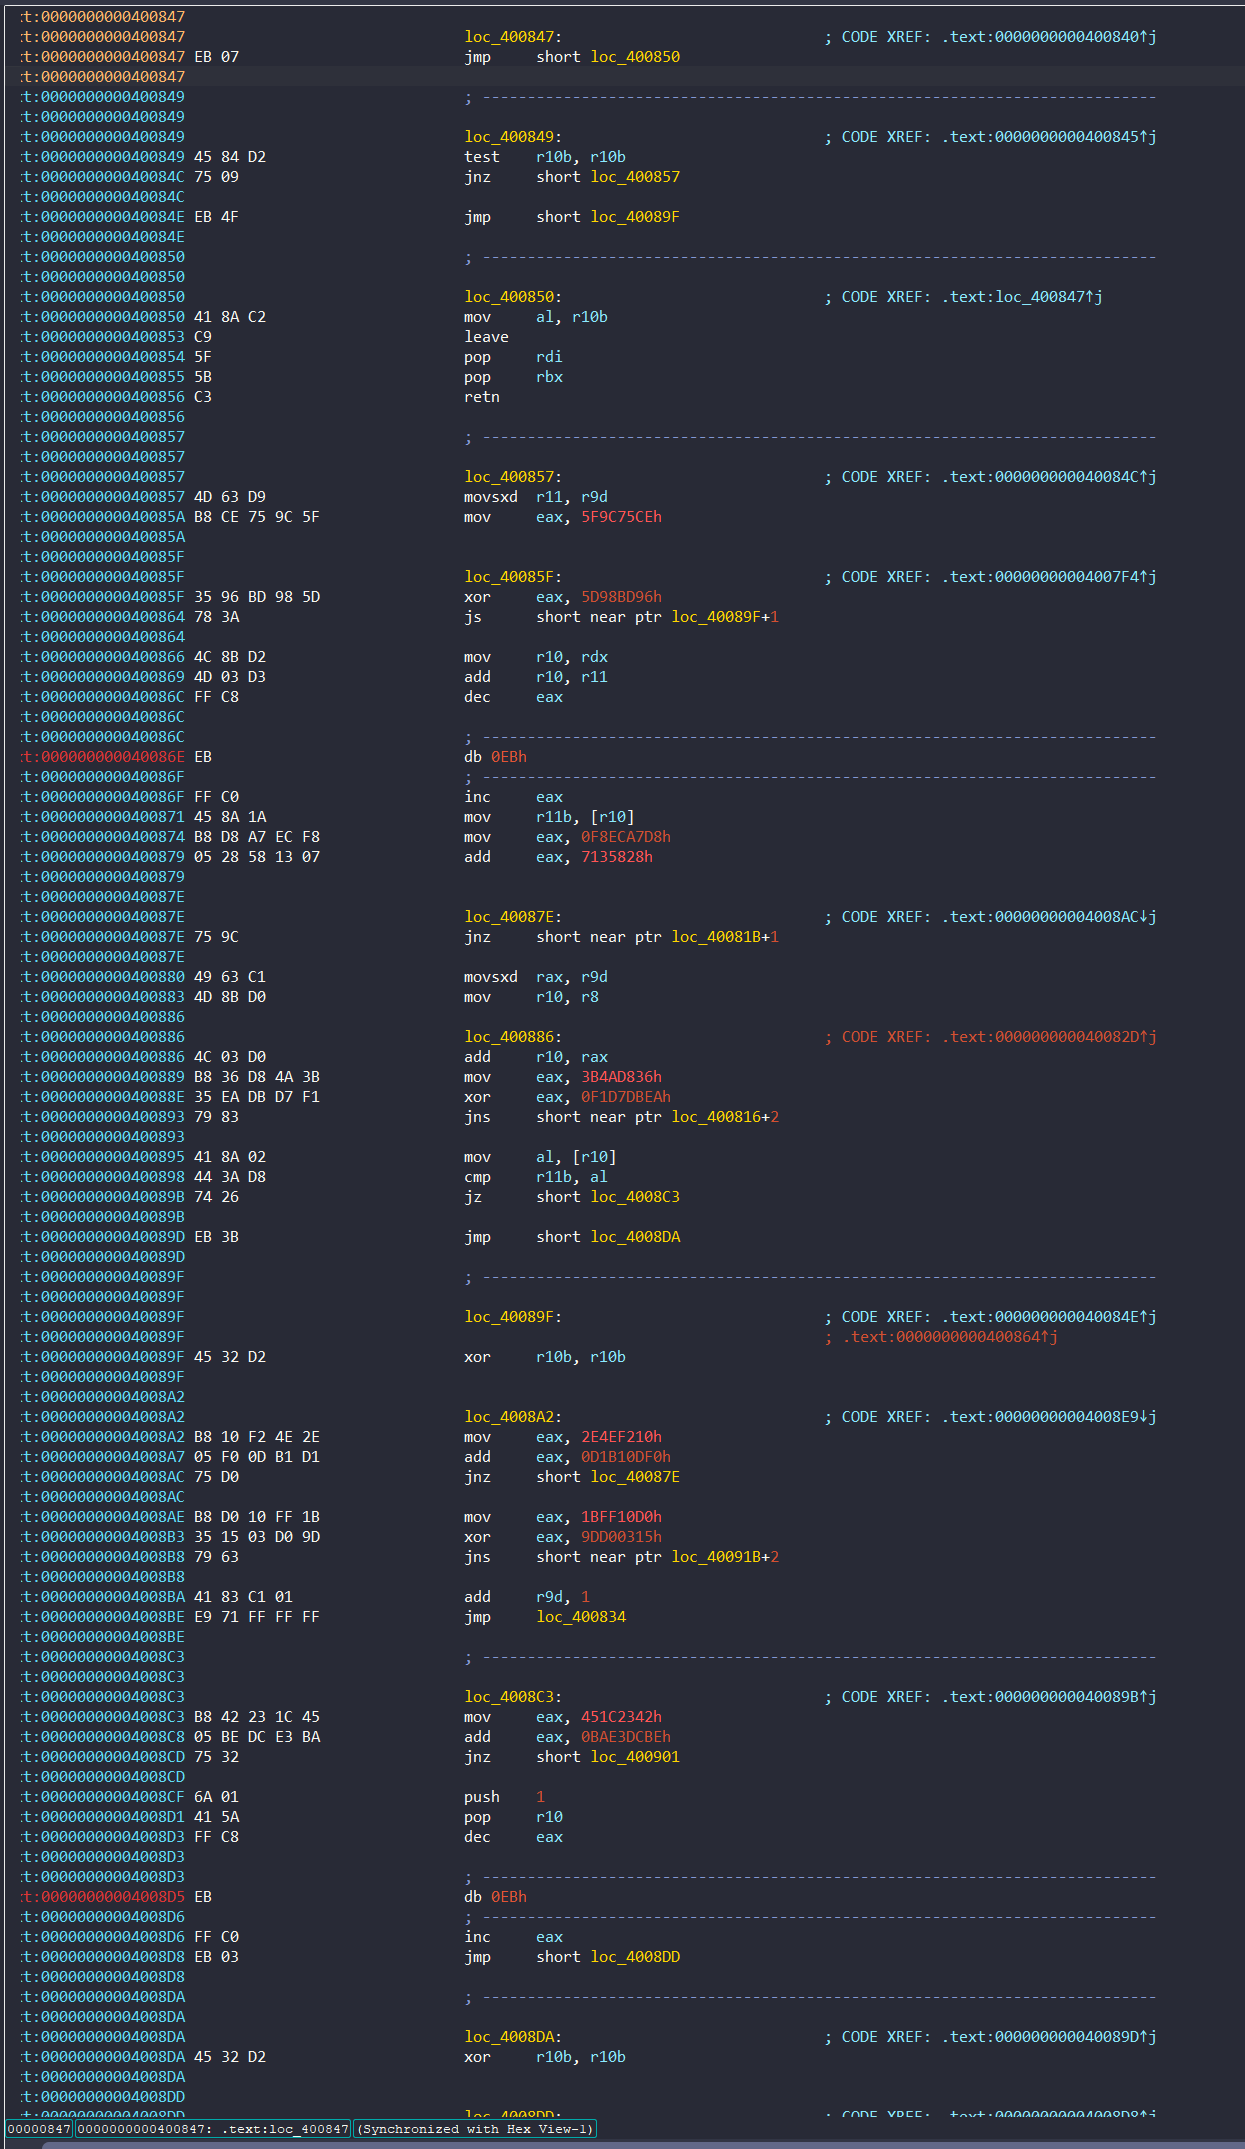 :t:0000000000400847
:t:0000000000400847 loc_400847: ; CODE XREF: .text:0000000000400840↑j
:t:0000000000400847 EB 07 jmp short loc_400850
:t:0000000000400847
:t:0000000000400849 ; ---------------------------------------------------------------------------
:t:0000000000400849
:t:0000000000400849 loc_400849: ; CODE XREF: .text:0000000000400845↑j
:t:0000000000400849 45 84 D2 test r10b, r10b
:t:000000000040084C 75 09 jnz short loc_400857
:t:000000000040084C
:t:000000000040084E EB 4F jmp short loc_40089F
:t:000000000040084E
:t:0000000000400850 ; ---------------------------------------------------------------------------
:t:0000000000400850
:t:0000000000400850 loc_400850: ; CODE XREF: .text:loc_400847↑j
:t:0000000000400850 41 8A C2 mov al, r10b
:t:0000000000400853 C9 leave
:t:0000000000400854 5F pop rdi
:t:0000000000400855 5B pop rbx
:t:0000000000400856 C3 retn
:t:0000000000400856
:t:0000000000400857 ; ---------------------------------------------------------------------------
:t:0000000000400857
:t:0000000000400857 loc_400857: ; CODE XREF: .text:000000000040084C↑j
:t:0000000000400857 4D 63 D9 movsxd r11, r9d
:t:000000000040085A B8 CE 75 9C 5F mov eax, 5F9C75CEh
:t:000000000040085A
:t:000000000040085F
:t:000000000040085F loc_40085F: ; CODE XREF: .text:00000000004007F4↑j
:t:000000000040085F 35 96 BD 98 5D xor eax, 5D98BD96h
:t:0000000000400864 78 3A js short near ptr loc_40089F+1
:t:0000000000400864
:t:0000000000400866 4C 8B D2 mov r10, rdx
:t:0000000000400869 4D 03 D3 add r10, r11
:t:000000000040086C FF C8 dec eax
:t:000000000040086C
:t:000000000040086C ; ---------------------------------------------------------------------------
:t:000000000040086E EB db 0EBh
:t:000000000040086F ; ---------------------------------------------------------------------------
:t:000000000040086F FF C0 inc eax
:t:0000000000400871 45 8A 1A mov r11b, [r10]
:t:0000000000400874 B8 D8 A7 EC F8 mov eax, 0F8ECA7D8h
:t:0000000000400879 05 28 58 13 07 add eax, 7135828h
:t:0000000000400879
:t:000000000040087E
:t:000000000040087E loc_40087E: ; CODE XREF: .text:00000000004008AC↓j
:t:000000000040087E 75 9C jnz short near ptr loc_40081B+1
:t:000000000040087E
:t:0000000000400880 49 63 C1 movsxd rax, r9d
:t:0000000000400883 4D 8B D0 mov r10, r8
:t:0000000000400886
:t:0000000000400886 loc_400886: ; CODE XREF: .text:000000000040082D↑j
:t:0000000000400886 4C 03 D0 add r10, rax
:t:0000000000400889 B8 36 D8 4A 3B mov eax, 3B4AD836h
:t:000000000040088E 35 EA DB D7 F1 xor eax, 0F1D7DBEAh
:t:0000000000400893 79 83 jns short near ptr loc_400816+2
:t:0000000000400893
:t:0000000000400895 41 8A 02 mov al, [r10]
:t:0000000000400898 44 3A D8 cmp r11b, al
:t:000000000040089B 74 26 jz short loc_4008C3
:t:000000000040089B
:t:000000000040089D EB 3B jmp short loc_4008DA
:t:000000000040089D
:t:000000000040089F ; ---------------------------------------------------------------------------
:t:000000000040089F
:t:000000000040089F loc_40089F: ; CODE XREF: .text:000000000040084E↑j
:t:000000000040089F ; .text:0000000000400864↑j
:t:000000000040089F 45 32 D2 xor r10b, r10b
:t:000000000040089F
:t:00000000004008A2
:t:00000000004008A2 loc_4008A2: ; CODE XREF: .text:00000000004008E9↓j
:t:00000000004008A2 B8 10 F2 4E 2E mov eax, 2E4EF210h
:t:00000000004008A7 05 F0 0D B1 D1 add eax, 0D1B10DF0h
:t:00000000004008AC 75 D0 jnz short loc_40087E
:t:00000000004008AC
:t:00000000004008AE B8 D0 10 FF 1B mov eax, 1BFF10D0h
:t:00000000004008B3 35 15 03 D0 9D xor eax, 9DD00315h
:t:00000000004008B8 79 63 jns short near ptr loc_40091B+2
:t:00000000004008B8
:t:00000000004008BA 41 83 C1 01 add r9d, 1
:t:00000000004008BE E9 71 FF FF FF jmp loc_400834
:t:00000000004008BE
:t:00000000004008C3 ; ---------------------------------------------------------------------------
:t:00000000004008C3
:t:00000000004008C3 loc_4008C3: ; CODE XREF: .text:000000000040089B↑j
:t:00000000004008C3 B8 42 23 1C 45 mov eax, 451C2342h
:t:00000000004008C8 05 BE DC E3 BA add eax, 0BAE3DCBEh
:t:00000000004008CD 75 32 jnz short loc_400901
:t:00000000004008CD
:t:00000000004008CF 6A 01 push 1
:t:00000000004008D1 41 5A pop r10
:t:00000000004008D3 FF C8 dec eax
:t:00000000004008D3
:t:00000000004008D3 ; ---------------------------------------------------------------------------
:t:00000000004008D5 EB db 0EBh
:t:00000000004008D6 ; ---------------------------------------------------------------------------
:t:00000000004008D6 FF C0 inc eax
:t:00000000004008D8 EB 03 jmp short loc_4008DD
:t:00000000004008D8
:t:00000000004008DA ; ---------------------------------------------------------------------------
:t:00000000004008DA
:t:00000000004008DA loc_4008DA: ; CODE XREF: .text:000000000040089D↑j
:t:00000000004008DA 45 32 D2 xor r10b, r10b
:t:00000000004008DA
:t:00000000004008DD
:t:00000000004008DD loc_4008DD: ; CODE XREF: .text:00000000004008D8↑j
00000847 0000000000400847: .text:loc_400847 (Synchronized with Hex View-1)